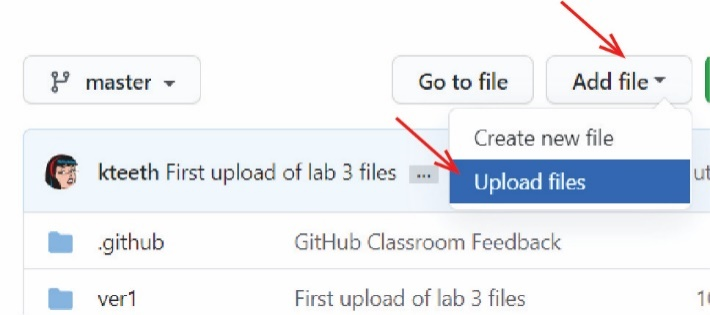 master
Go to file
Add file
Create new file
Upload files
kteeth First upload of lab 3 files ...
.github GitHub Classroom Feedback
ver1 First upload of lab 3 files